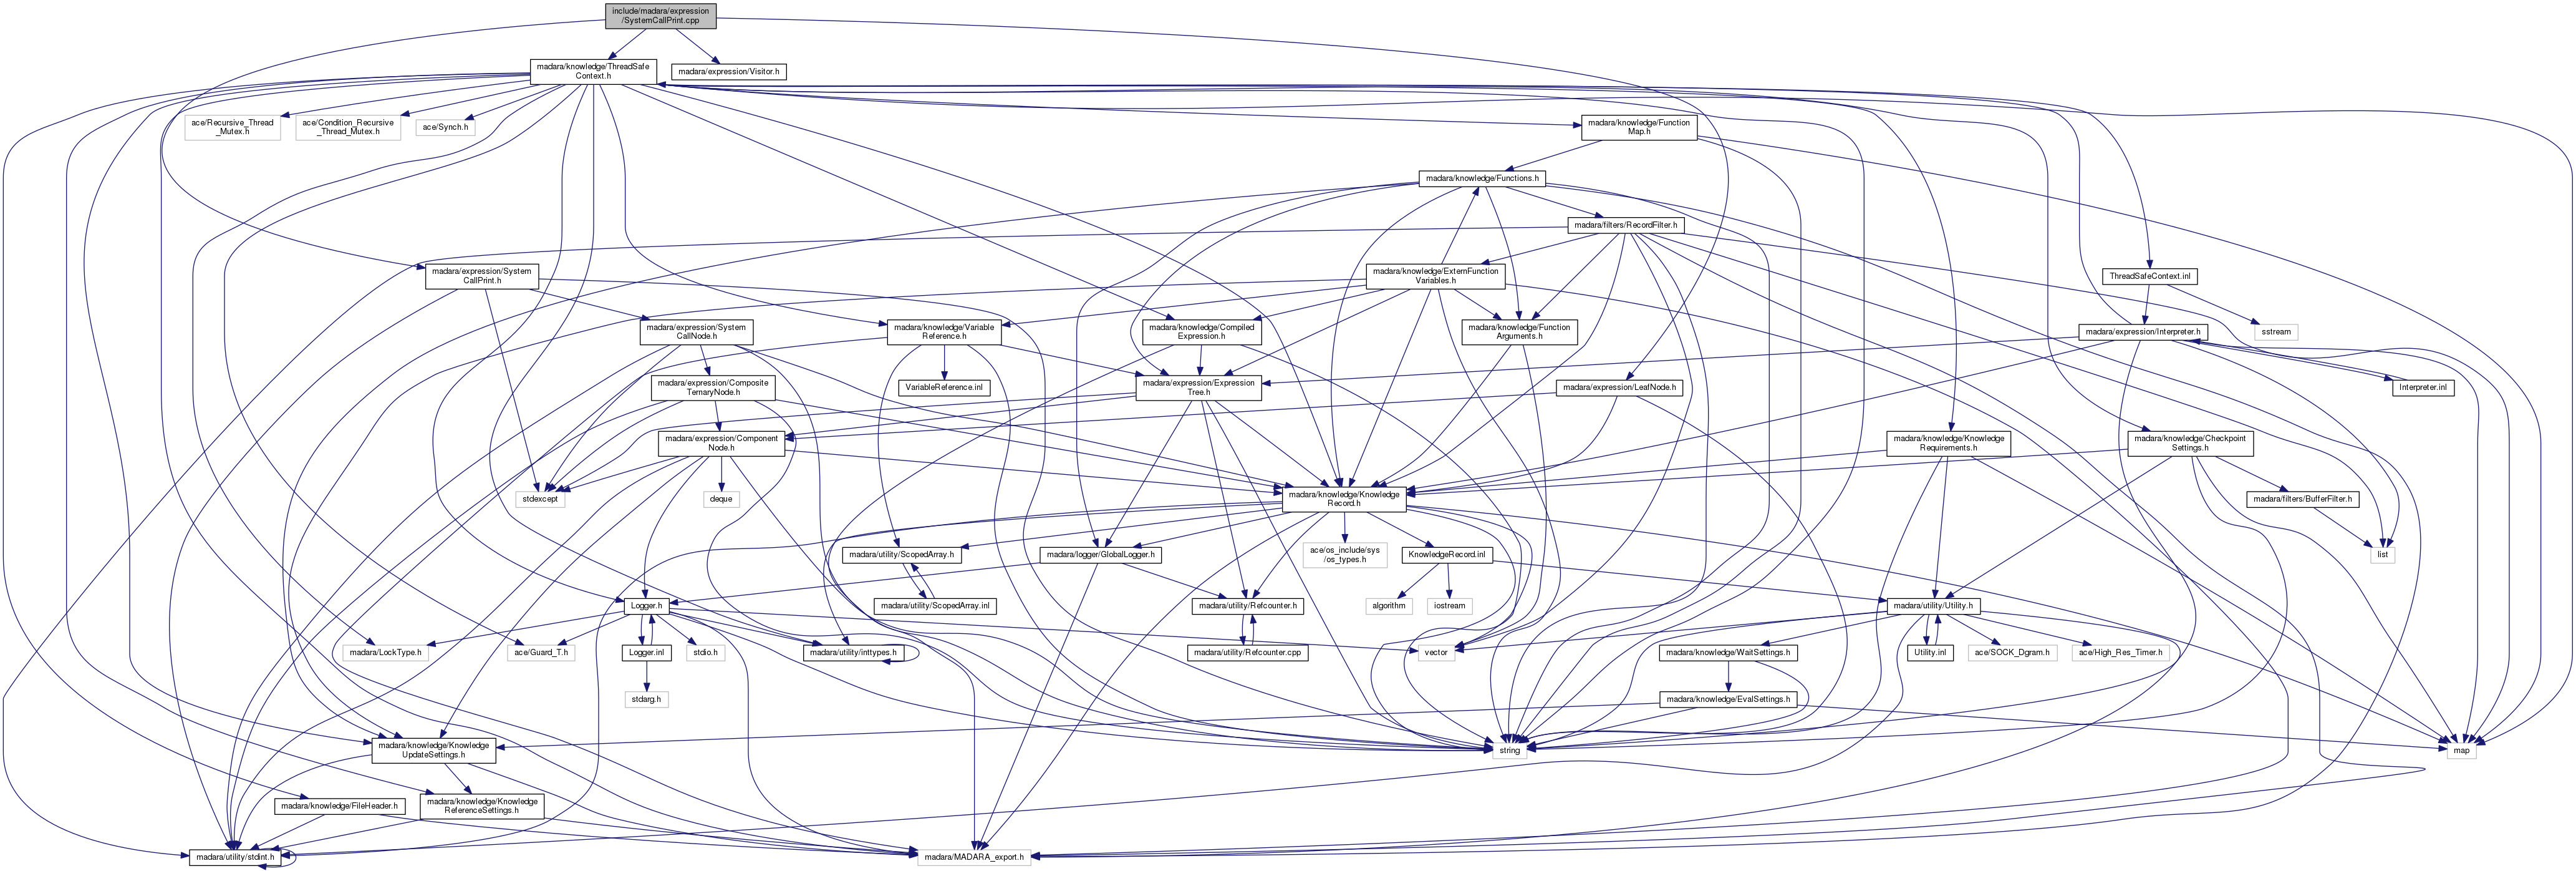 include/madara/expression
/SystemCallPrint.cpp
madara/knowledge/ThreadSafe
Context.h
madara/expression/Visitor.h
ace/Recursive_Thread
_Mutex.h
ace/Condition_Recursive
_Thread_Mutex.h
ace/Synch.h
madara/knowledge/Function
Map.h
madara/knowledge/Functions.h
madara/filters/RecordFilter.h
madara/expression/System
CallPrint.h
madara/knowledge/ExternFunction
Variables.h
ThreadSafeContext.inl
madara/expression/System
CallNode.h
madara/knowledge/Variable
Reference.h
madara/knowledge/Compiled
Expression.h
madara/knowledge/Function
Arguments.h
madara/expression/Interpreter.h
sstream
madara/expression/Composite
TernaryNode.h
VariableReference.inl
madara/expression/Expression
Tree.h
madara/expression/LeafNode.h
Interpreter.inl
madara/expression/Component
Node.h
madara/knowledge/Knowledge
Requirements.h
madara/knowledge/Checkpoint
Settings.h
stdexcept
deque
madara/knowledge/Knowledge
Record.h
madara/filters/BufferFilter.h
madara/utility/ScopedArray.h
madara/logger/GlobalLogger.h
ace/os_include/sys
/os_types.h
KnowledgeRecord.inl
list
Logger.h
madara/utility/ScopedArray.inl
madara/utility/Refcounter.h
algorithm
iostream
madara/utility/Utility.h
madara/LockType.h
ace/Guard_T.h
Logger.inl
stdio.h
madara/utility/inttypes.h
madara/utility/Refcounter.cpp
vector
madara/knowledge/WaitSettings.h
Utility.inl
ace/SOCK_Dgram.h
ace/High_Res_Timer.h
stdarg.h
madara/knowledge/EvalSettings.h
madara/knowledge/Knowledge
UpdateSettings.h
string
map
madara/knowledge/FileHeader.h
madara/knowledge/Knowledge
ReferenceSettings.h
madara/utility/stdint.h
madara/MADARA_export.h